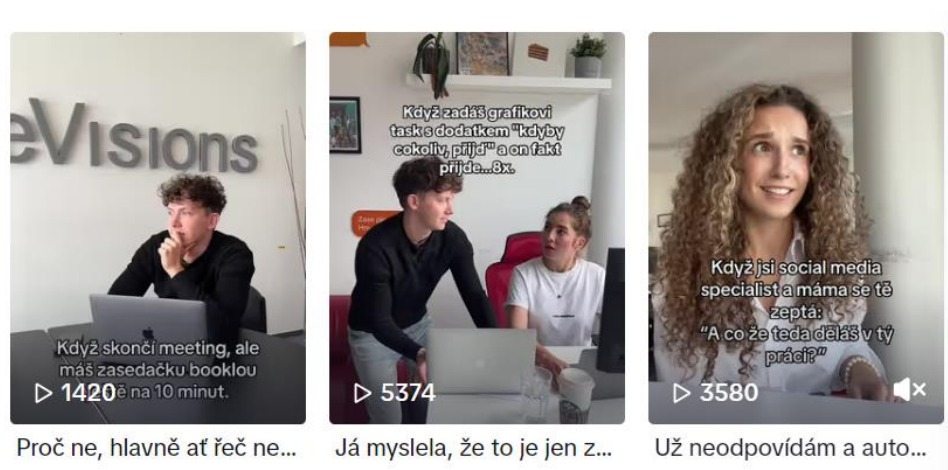 eVisions
Když skončí meeting, ale
máš zasedačku booklou
na 10 minut.
1420
Proč ne, hlavně ať řeč ne...
Když zadáš grafikovi
task s dodatkem "kdyby
cokoliv, přijď" a on fakt
přijde...8x.
5374
Já myslela, že to je jen z...
Když jsi social media
specialist a máma se tě
zeptá:
"A co že teda děláš v tý
práci?"
3580
Už neodpovídám a auto...